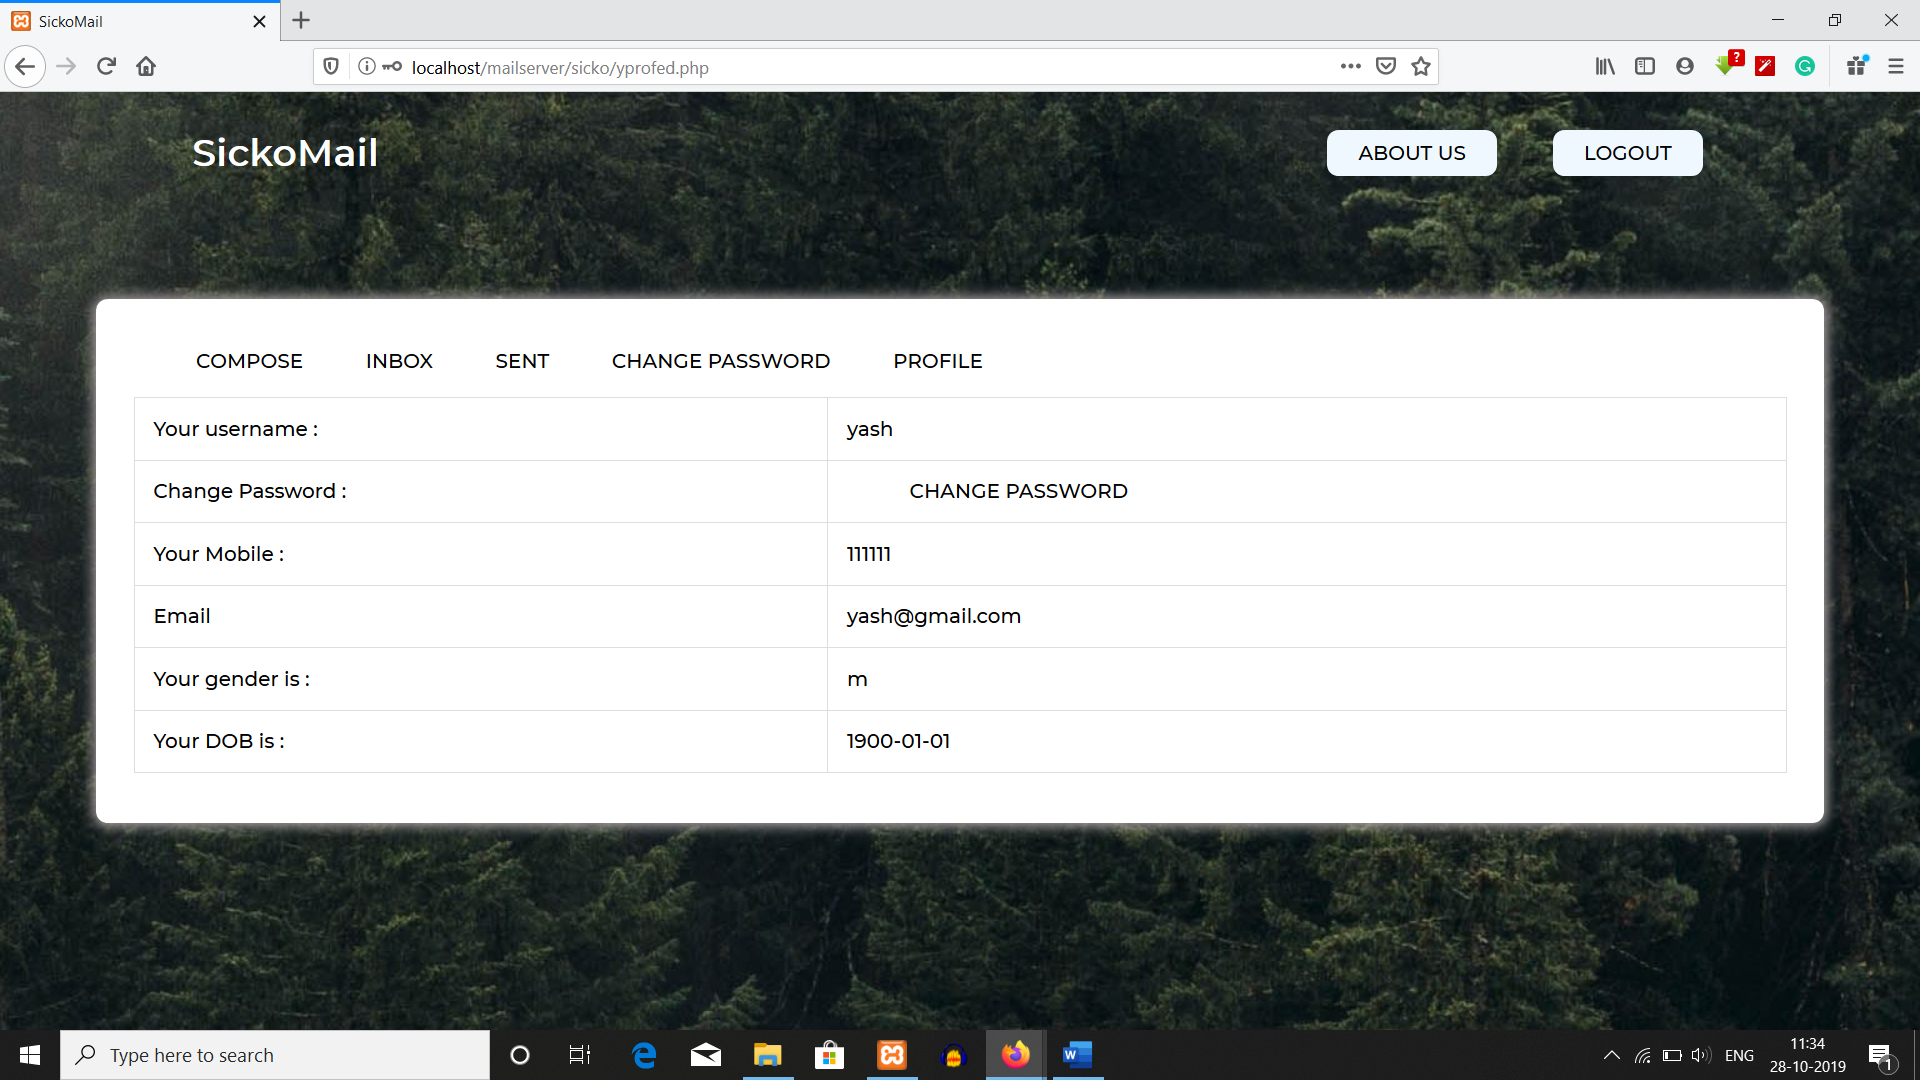 SickoMail
localhost/mailserver/sicko/yprofed.php
?
SickoMail
ABOUT US
LOGOUT
COMPOSE INBOX SENT CHANGE PASSWORD PROFILE
Your username : yash
Change Password : CHANGE PASSWORD
Your Mobile : 111111
Email yash@gmail.com
Your gender is : m
Your DOB is : 1900-01-01
Type here to search
W
ENG
11:34
28-10-2019
1